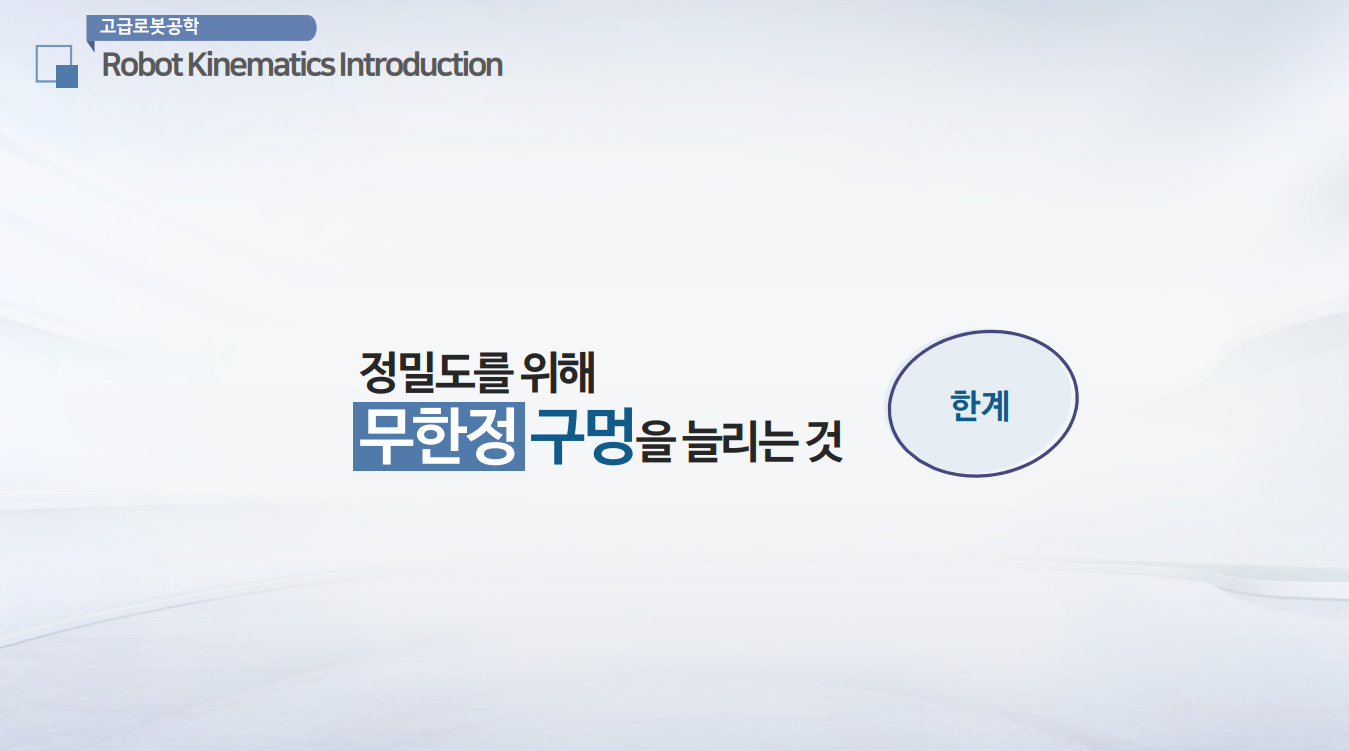 고급로봇공학
Robot Kinematics Introduction
정밀도를 위해
무한정 구멍을 늘리는 것
한계